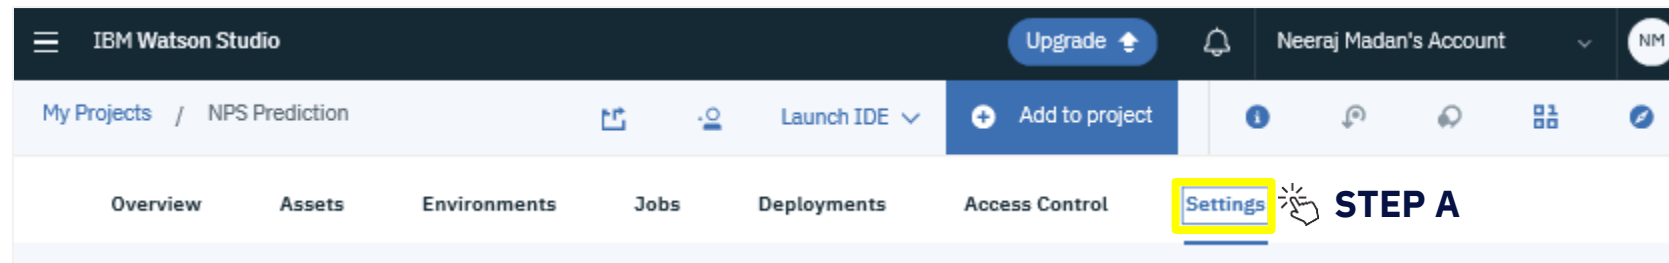 IBM Watson Studio Upgrade Neeraj Madan's Account NM
My Projects / NPS Prediction Launch IDE Add to project
Overview Assets Environments Jobs Deployments Access Control Settings STEP A